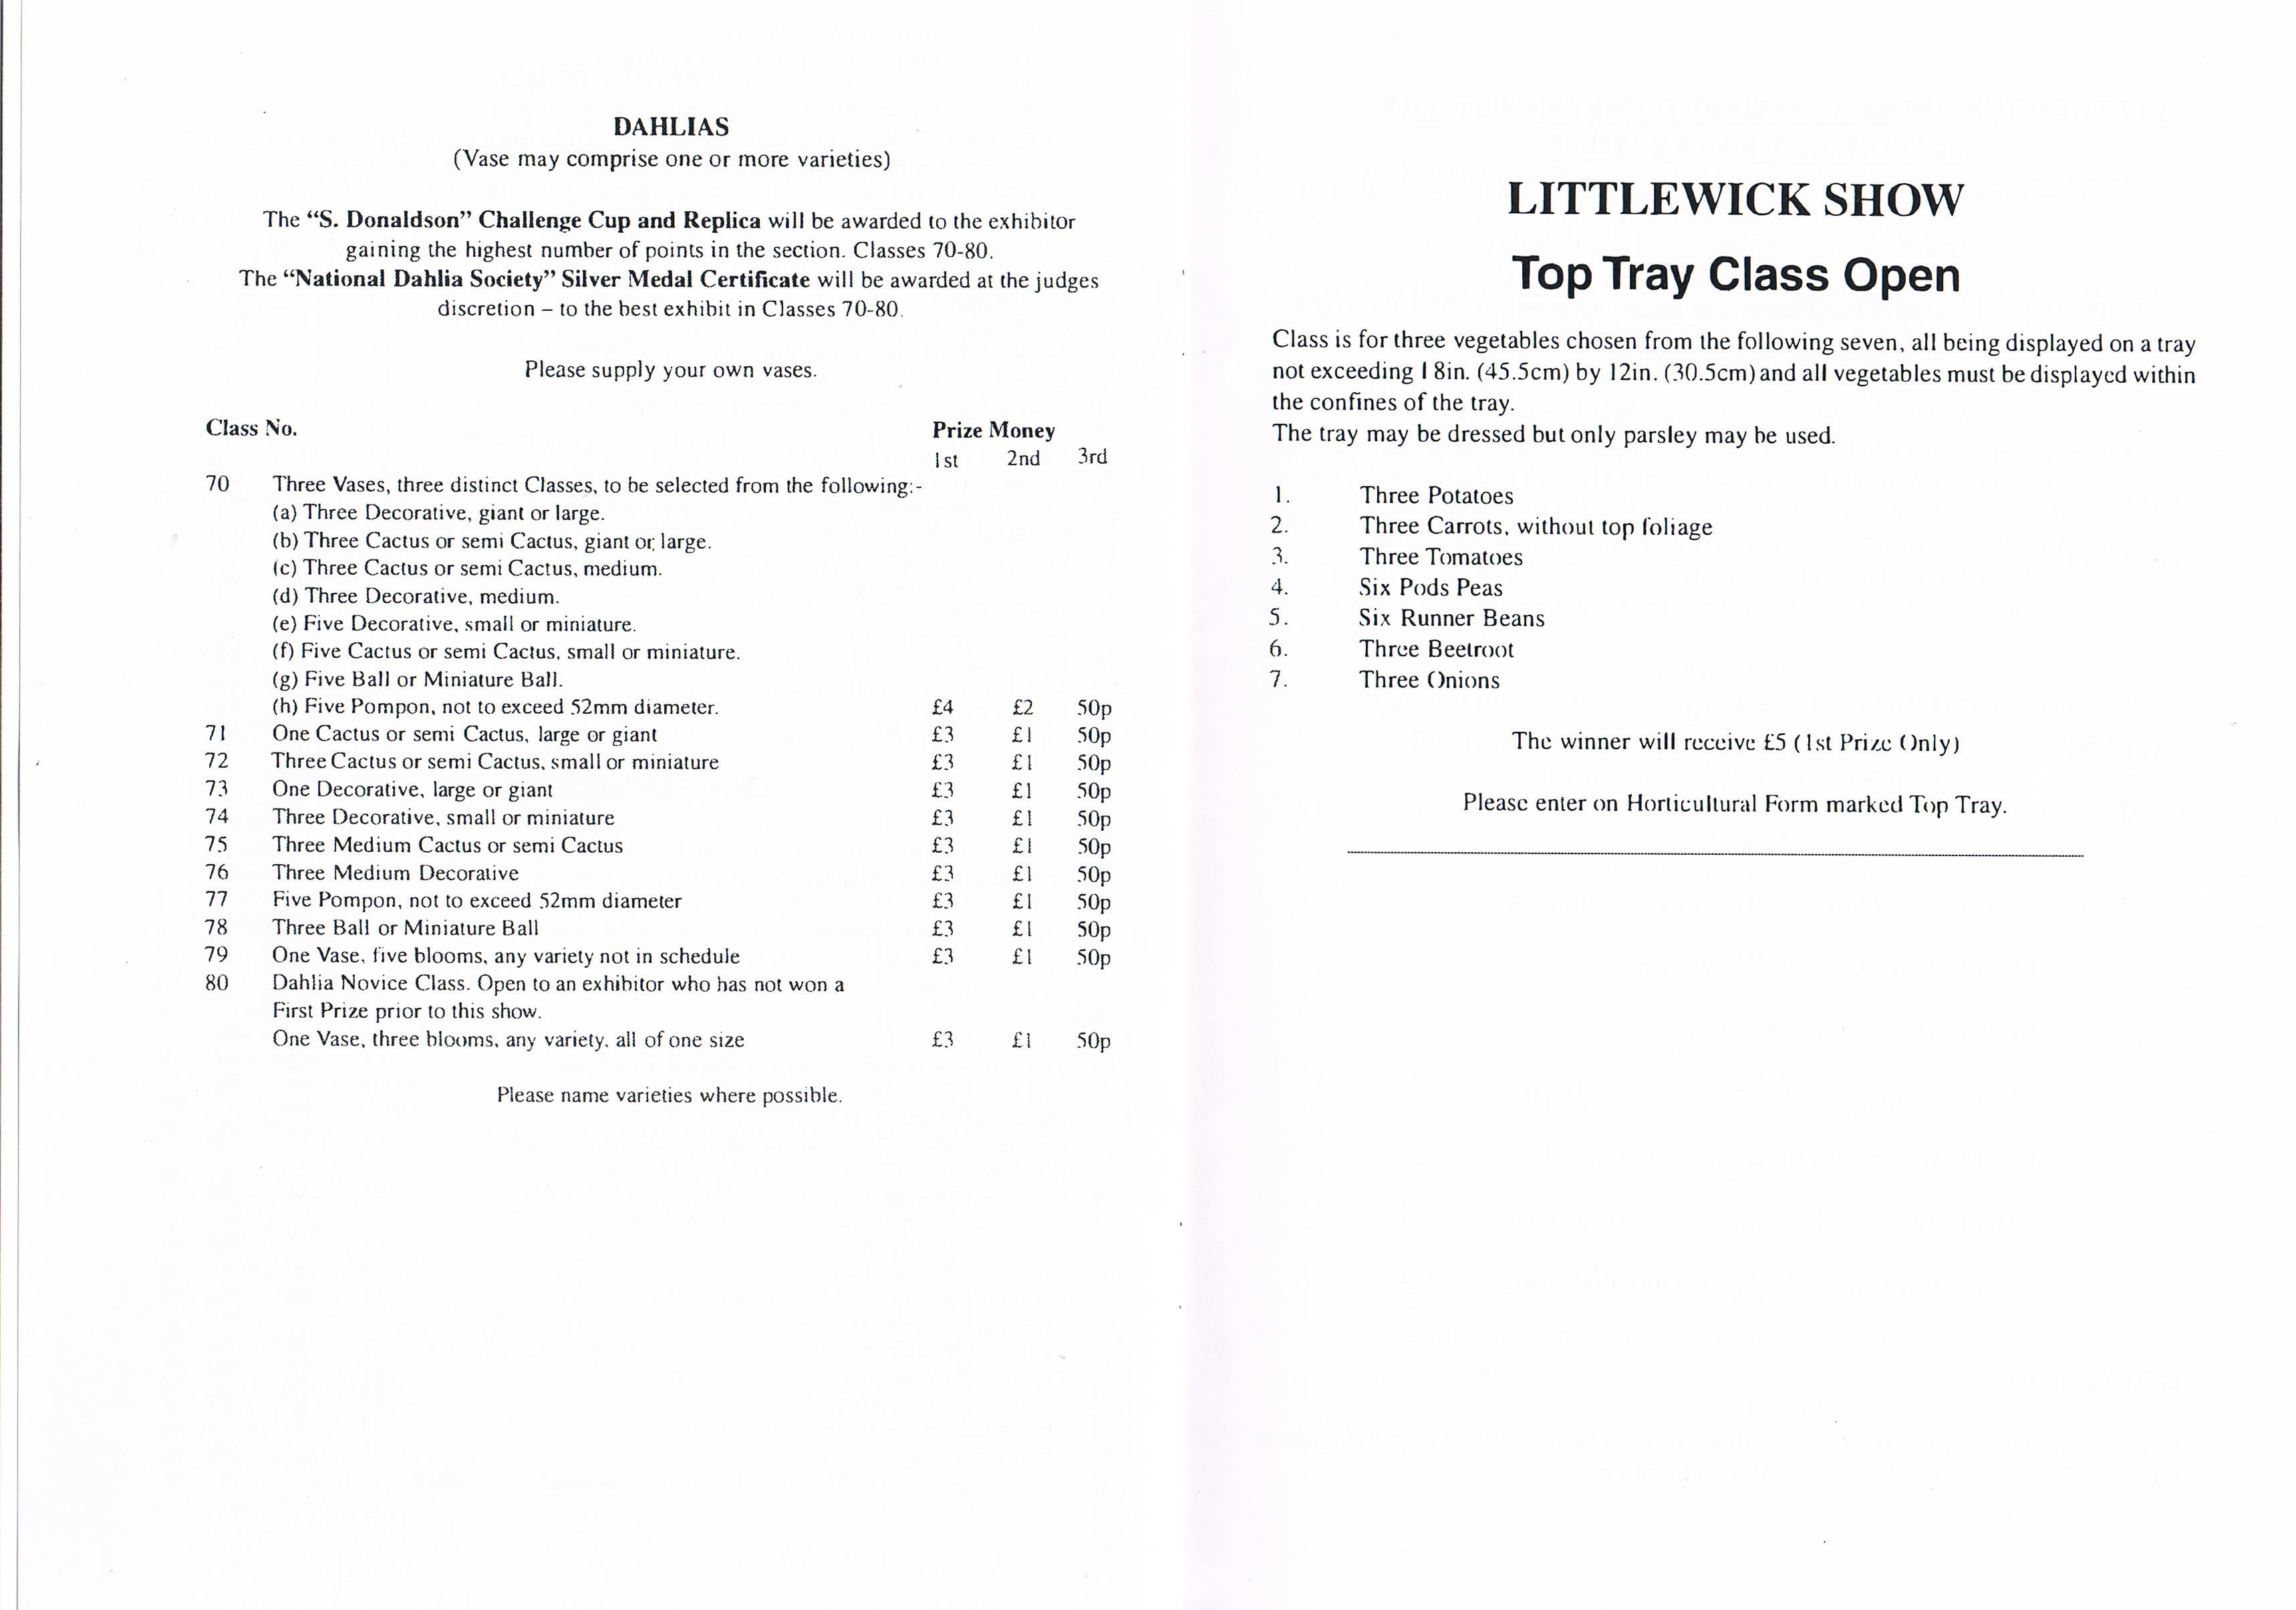 DAHLIAS
(Vase may comprise one or more varieties)
The “S. Donaldson” Challenge Cup and Replica will be awarded to the exhibitor
gaining the highest number of points in the section. Classes 70-80.
The “National Dahlia Society” Silver Medal Certificate will be awarded at the judges
discretion – to the best exhibit in Classes 70-80.
Please supply your own vases.
Class No. Prize Money
1st 2nd 3rd
70 Three Vases, three distinct Classes, to be selected from the following:-
(a) Three Decorative, giant or large.
(b) Three Cactus or semi Cactus, giant or large.
(c) Three Cactus or semi Cactus, medium.
(d) Three Decorative, medium.
(e) Five Decorative, small or miniature.
(f) Five Cactus or semi Cactus, small or miniature.
(g) Five Ball or Miniature Ball.
(h) Five Pompon, not to exceed 52mm diameter. £4 £2 50p
71 One Cactus or semi Cactus, large or giant £3 £1 50p
72 Three Cactus or semi Cactus, small or miniature £3 £1 50p
73 One Decorative, large or giant £3 £1 50p
74 Three Decorative, small or miniature £3 £1 50p
75 Three Medium Cactus or semi Cactus £3 £1 50p
76 Three Medium Decorative £3 £1 50p
77 Five Pompon, not to exceed 52mm diameter £3 £1 50p
78 Three Ball or Miniature Ball £3 £1 50p
79 One Vase, five blooms, any variety not in schedule £3 £1 50p
80 Dahlia Novice Class. Open to an exhibitor who has not won a
First Prize prior to this show.
One Vase, three blooms, any variety, all of one size £3 £1 50p
Please name varieties where possible.
LITTLEWICK SHOW
Top Tray Class Open
Class is for three vegetables chosen from the following seven, all being displayed on a tray
not exceeding 18in. (45.5cm) by 12in. (30.5cm) and all vegetables must be displayed within
the confines of the tray.
The tray may be dressed but only parsley may be used.
1. Three Potatoes
2. Three Carrots, without top foliage
3. Three Tomatoes
4. Six Pods Peas
5. Six Runner Beans
6. Three Beetroot
7. Three Onions
The winner will receive £5 (1st Prize Only)
Please enter on Horticultural Form marked Top Tray.